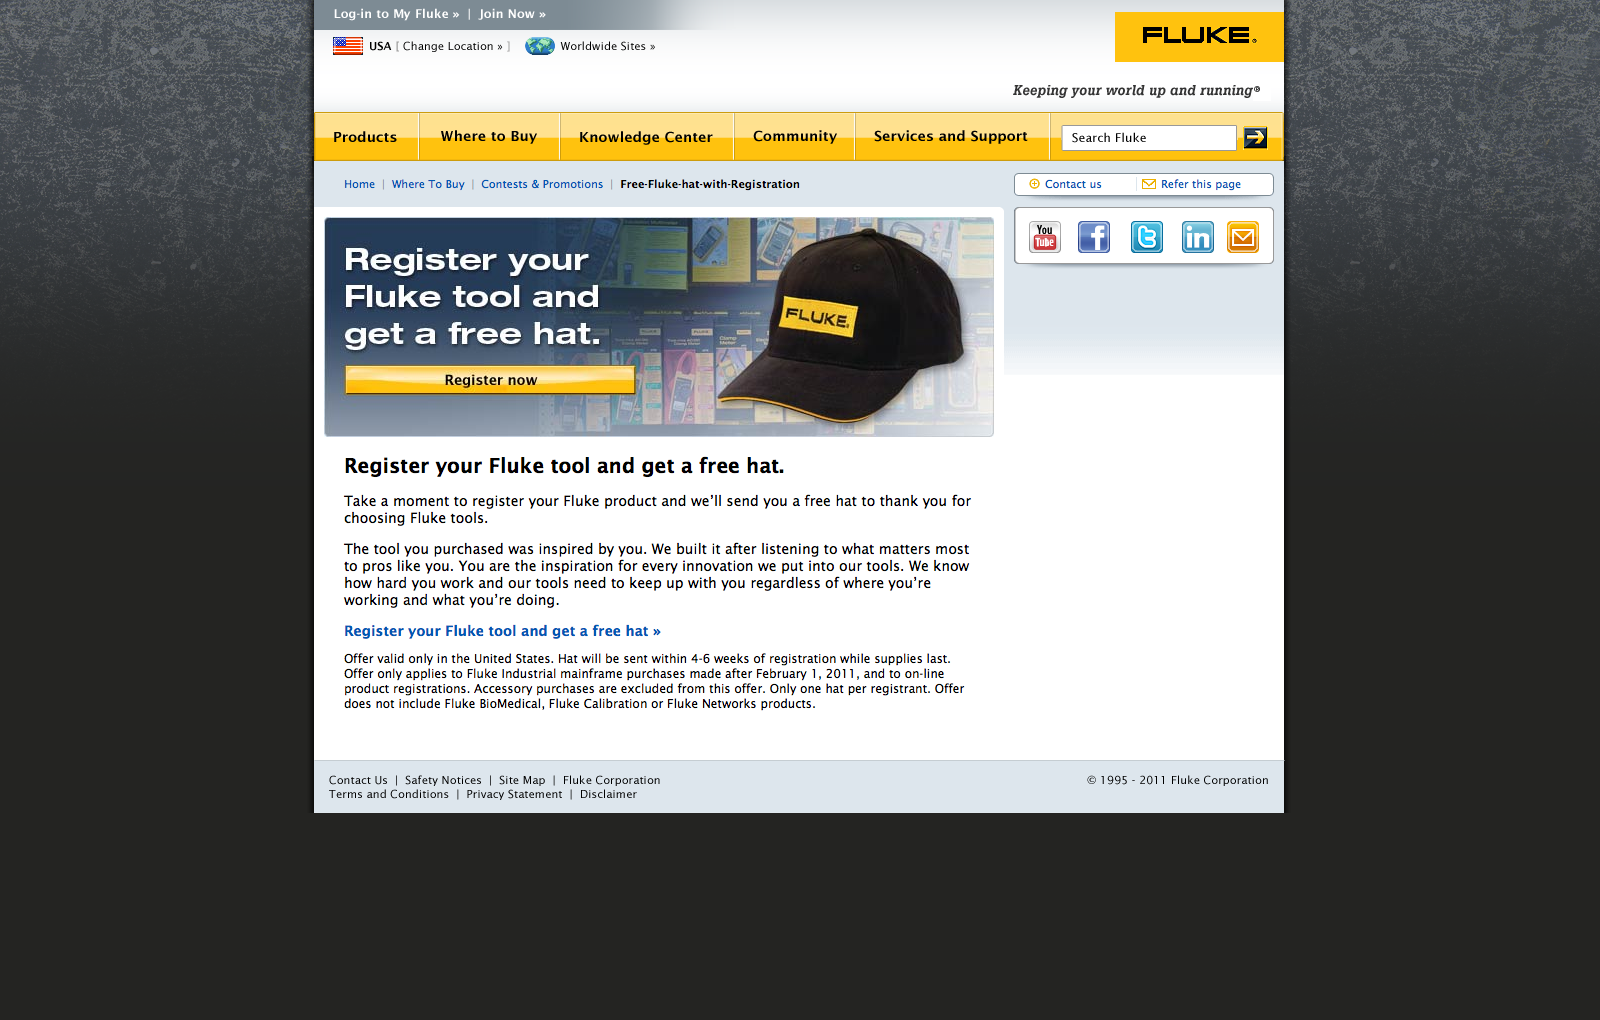 Log-in to My Fluke » | Join Now »
USA [ Change Location » ] Worldwide Sites »
FLUKE®
Keeping your world up and running®
Products Where to Buy Knowledge Center Community Services and Support Search Fluke
Home | Where To Buy | Contests & Promotions | Free-Fluke-hat-with-Registration
Contact us Refer this page
You Tube
Register your
Fluke tool and
get a free hat.
Register now
FLUKE®
Register your Fluke tool and get a free hat.
Take a moment to register your Fluke product and we’ll send you a free hat to thank you for
choosing Fluke tools.
The tool you purchased was inspired by you. We built it after listening to what matters most
to pros like you. You are the inspiration for every innovation we put into our tools. We know
how hard you work and our tools need to keep up with you regardless of where you’re
working and what you’re doing.
Register your Fluke tool and get a free hat »
Offer valid only in the United States. Hat will be sent within 4-6 weeks of registration while supplies last.
Offer only applies to Fluke Industrial mainframe purchases made after February 1, 2011, and to on-line
product registrations. Accessory purchases are excluded from this offer. Only one hat per registrant. Offer
does not include Fluke BioMedical, Fluke Calibration or Fluke Networks products.
Contact Us | Safety Notices | Site Map | Fluke Corporation
Terms and Conditions | Privacy Statement | Disclaimer
© 1995 - 2011 Fluke Corporation